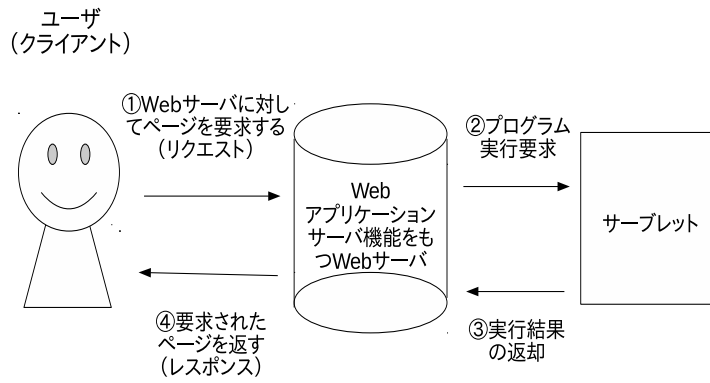 ユーザ
（クライアント）
①Webサーバに対し
てページを要求する
（リクエスト）
②プログラム
実行要求
Web
アプリケーション
サーバ機能をも
つWebサーバ
サーブレット
④要求された
ページを返す
（レスポンス）
③実行結果
の返却